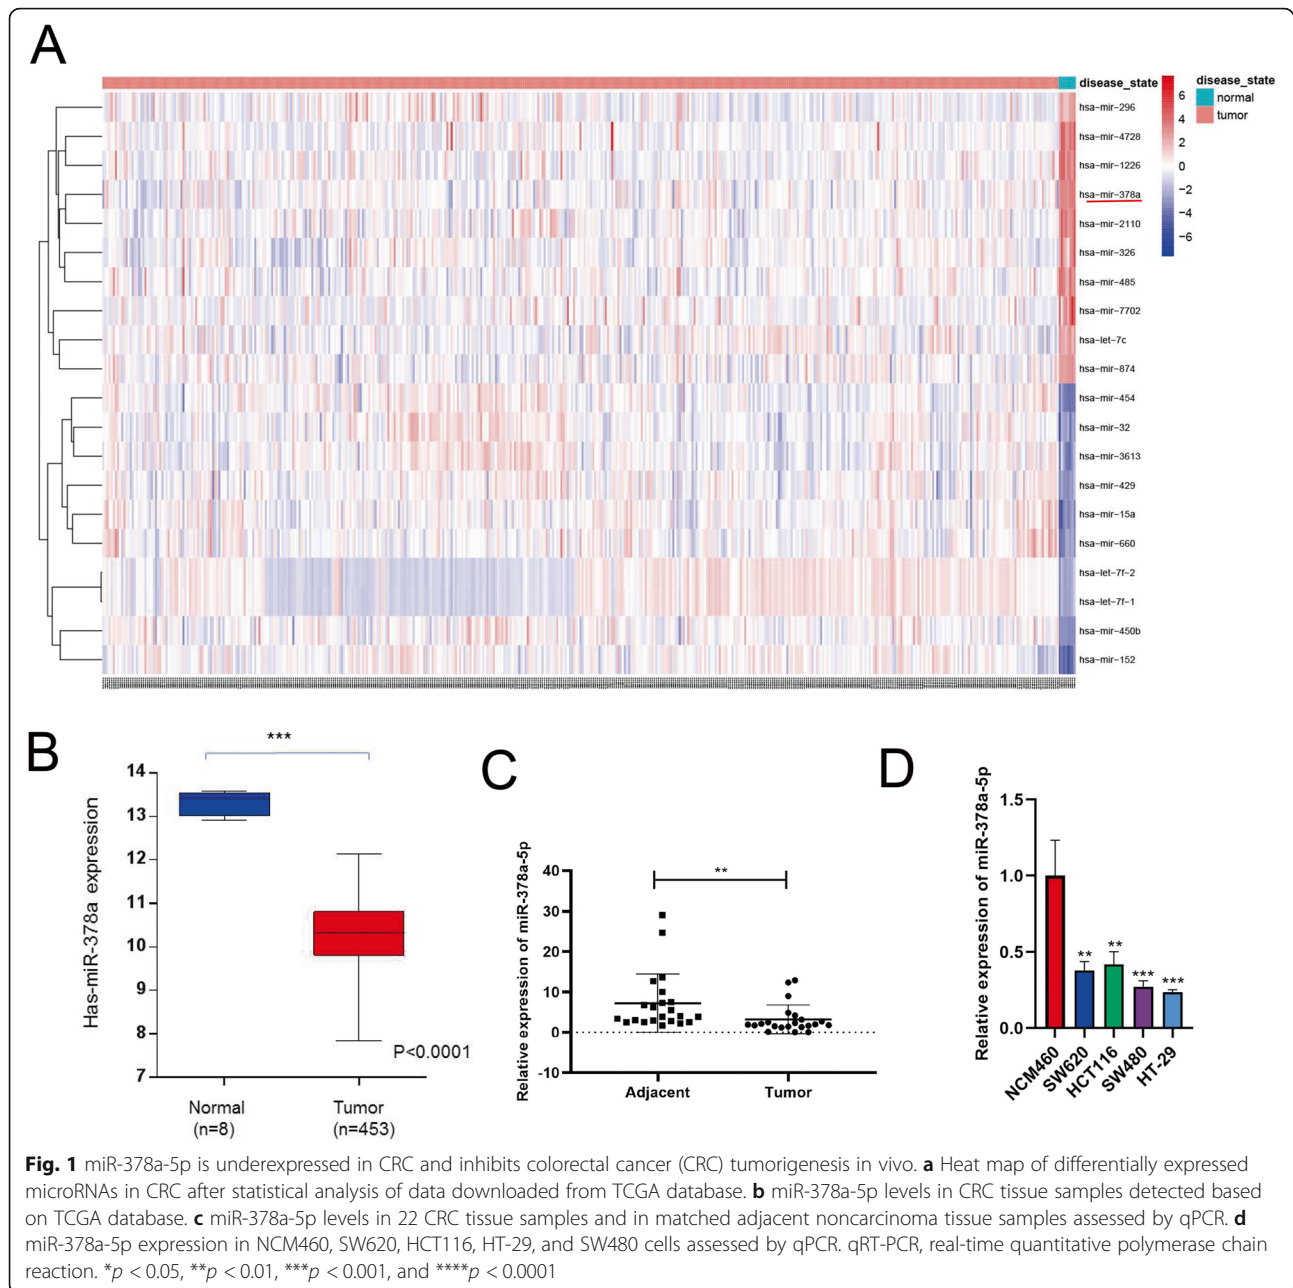 A
disease_state
hsa-mir-296
hsa-mir-4728
hsa-mir-1226
hsa-mir-378a
hsa-mir-2110
hsa-mir-326
hsa-mir-485
hsa-mir-7702
hsa-let-7c
hsa-mir-874
hsa-mir-454
hsa-mir-32
hsa-mir-3613
hsa-mir-429
hsa-mir-15a
hsa-mir-660
hsa-let-7f-2
hsa-let-7f-1
hsa-mir-450b
hsa-mir-152
6
4
2
0
−2
−4
−6
disease_state
normal
tumor
B
***
Has-miR-378a expression
14
13
12
11
10
9
8
7
P<0.0001
Normal
(n=8)
Tumor
(n=453)
C
Relative expression of miR-378a-5p
40
30
20
10
0
-10
**
Adjacent
Tumor
D
Relative expression of miR-378a-5p
1.5
1.0
0.5
0.0
**
**
***
***
NCM460
SW620
HCT116
SW480
HT-29
Fig. 1 miR-378a-5p is underexpressed in CRC and inhibits colorectal cancer (CRC) tumorigenesis in vivo. a Heat map of differentially expressed
microRNAs in CRC after statistical analysis of data downloaded from TCGA database. b miR-378a-5p levels in CRC tissue samples detected based
on TCGA database. c miR-378a-5p levels in 22 CRC tissue samples and in matched adjacent noncarcinoma tissue samples assessed by qPCR. d
miR-378a-5p expression in NCM460, SW620, HCT116, HT-29, and SW480 cells assessed by qPCR. qRT-PCR, real-time quantitative polymerase chain
reaction. *p < 0.05, **p < 0.01, ***p < 0.001, and ****p < 0.0001